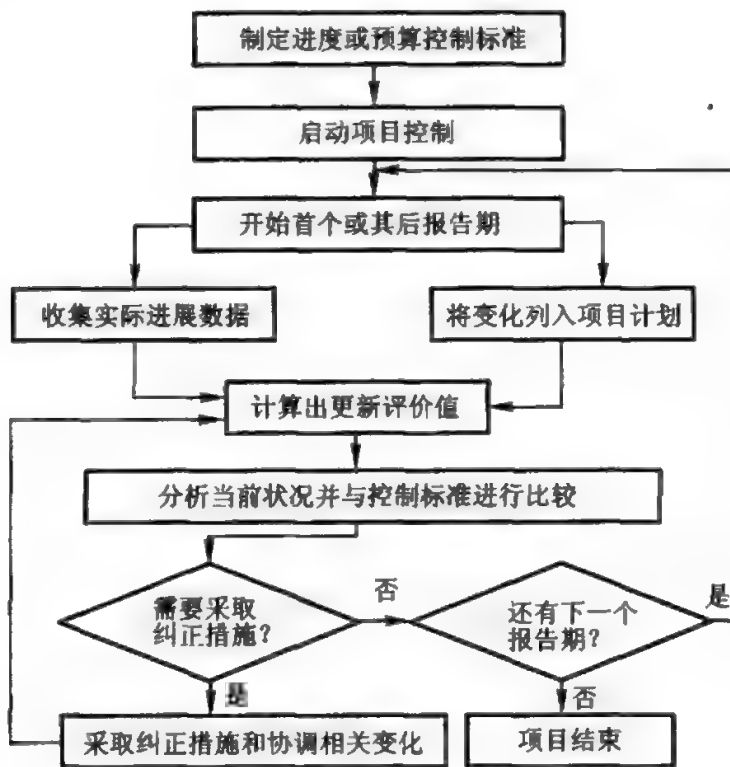 制定进度或预算控制标准
启动项目控制
开始首个或其后报告期
收集实际进展数据
将变化列入项目计划
计算出更新评价值
分析当前状况并与控制标准进行比较
需要采取
纠正措施?
否
还有下一个
报告期?
是
是
否
采取纠正措施和协调相关变化
项目结束